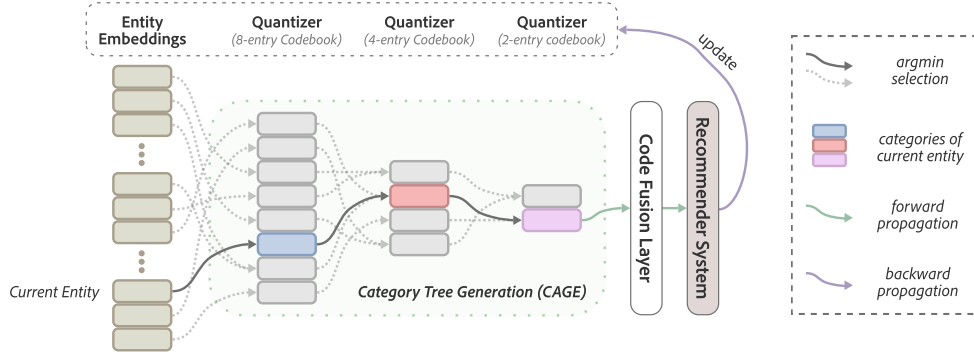 Entity
Embeddings
Quantizer
(8-entry Codebook)
Quantizer
(4-entry Codebook)
Quantizer
(2-entry codebook)
update
Current Entity
Category Tree Generation (CAGE)
Code Fusion Layer
Recommender System
argmin
selection
categories of
current entity
forward
propagation
backward
propagation